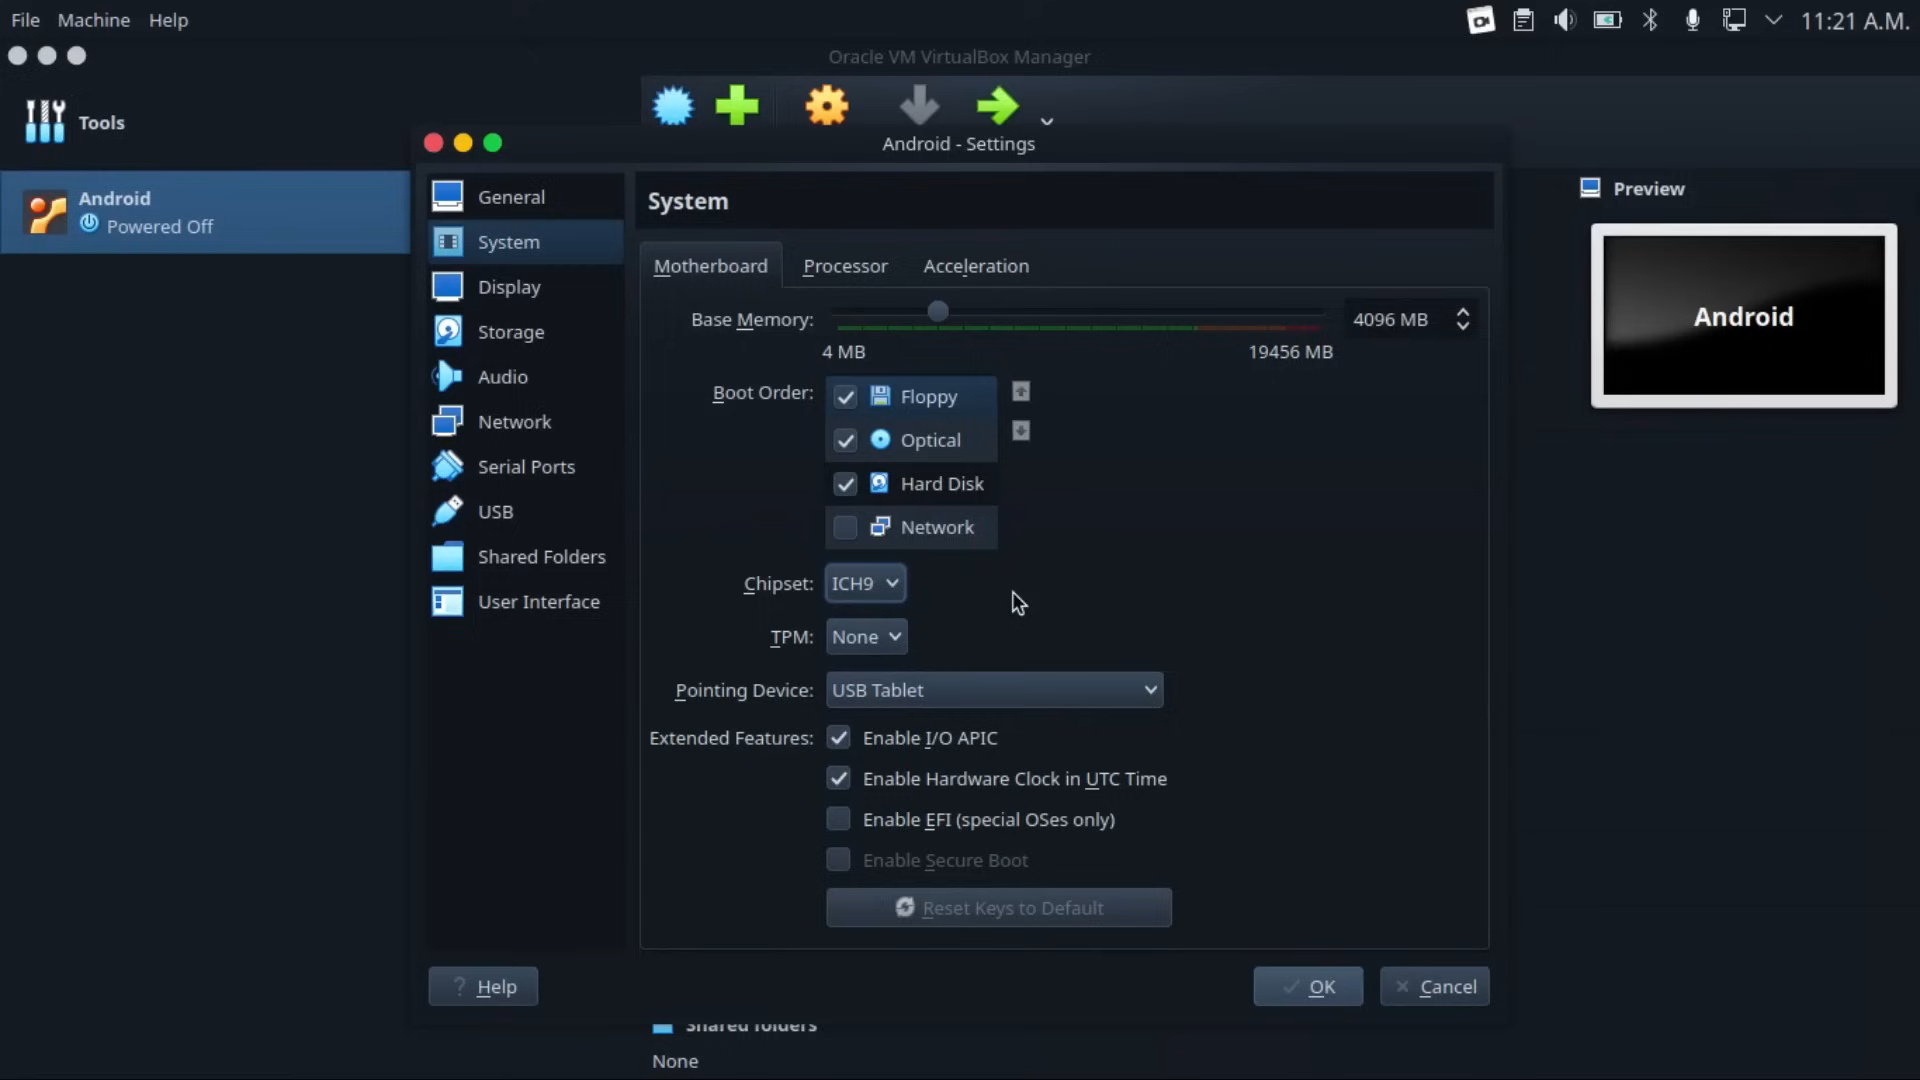 File Machine Help
11:21 A.M.
Oracle VM VirtualBox Manager
Tools
Android - Settings
Android
Powered Off
General
System
Display
Storage
Audio
Network
Serial Ports
USB
Shared Folders
User Interface
System
Motherboard Processor Acceleration
Base Memory: 4096 MB
4 MB 19456 MB
Boot Order: Floppy
Optical
Hard Disk
Network
Chipset: ICH9
TPM: None
Pointing Device: USB Tablet
Extended Features: Enable I/O APIC
Enable Hardware Clock in UTC Time
Enable EFI (special OSes only)
Enable Secure Boot
Reset Keys to Default
? Help OK Cancel
Preview
Android
Shared folders
None